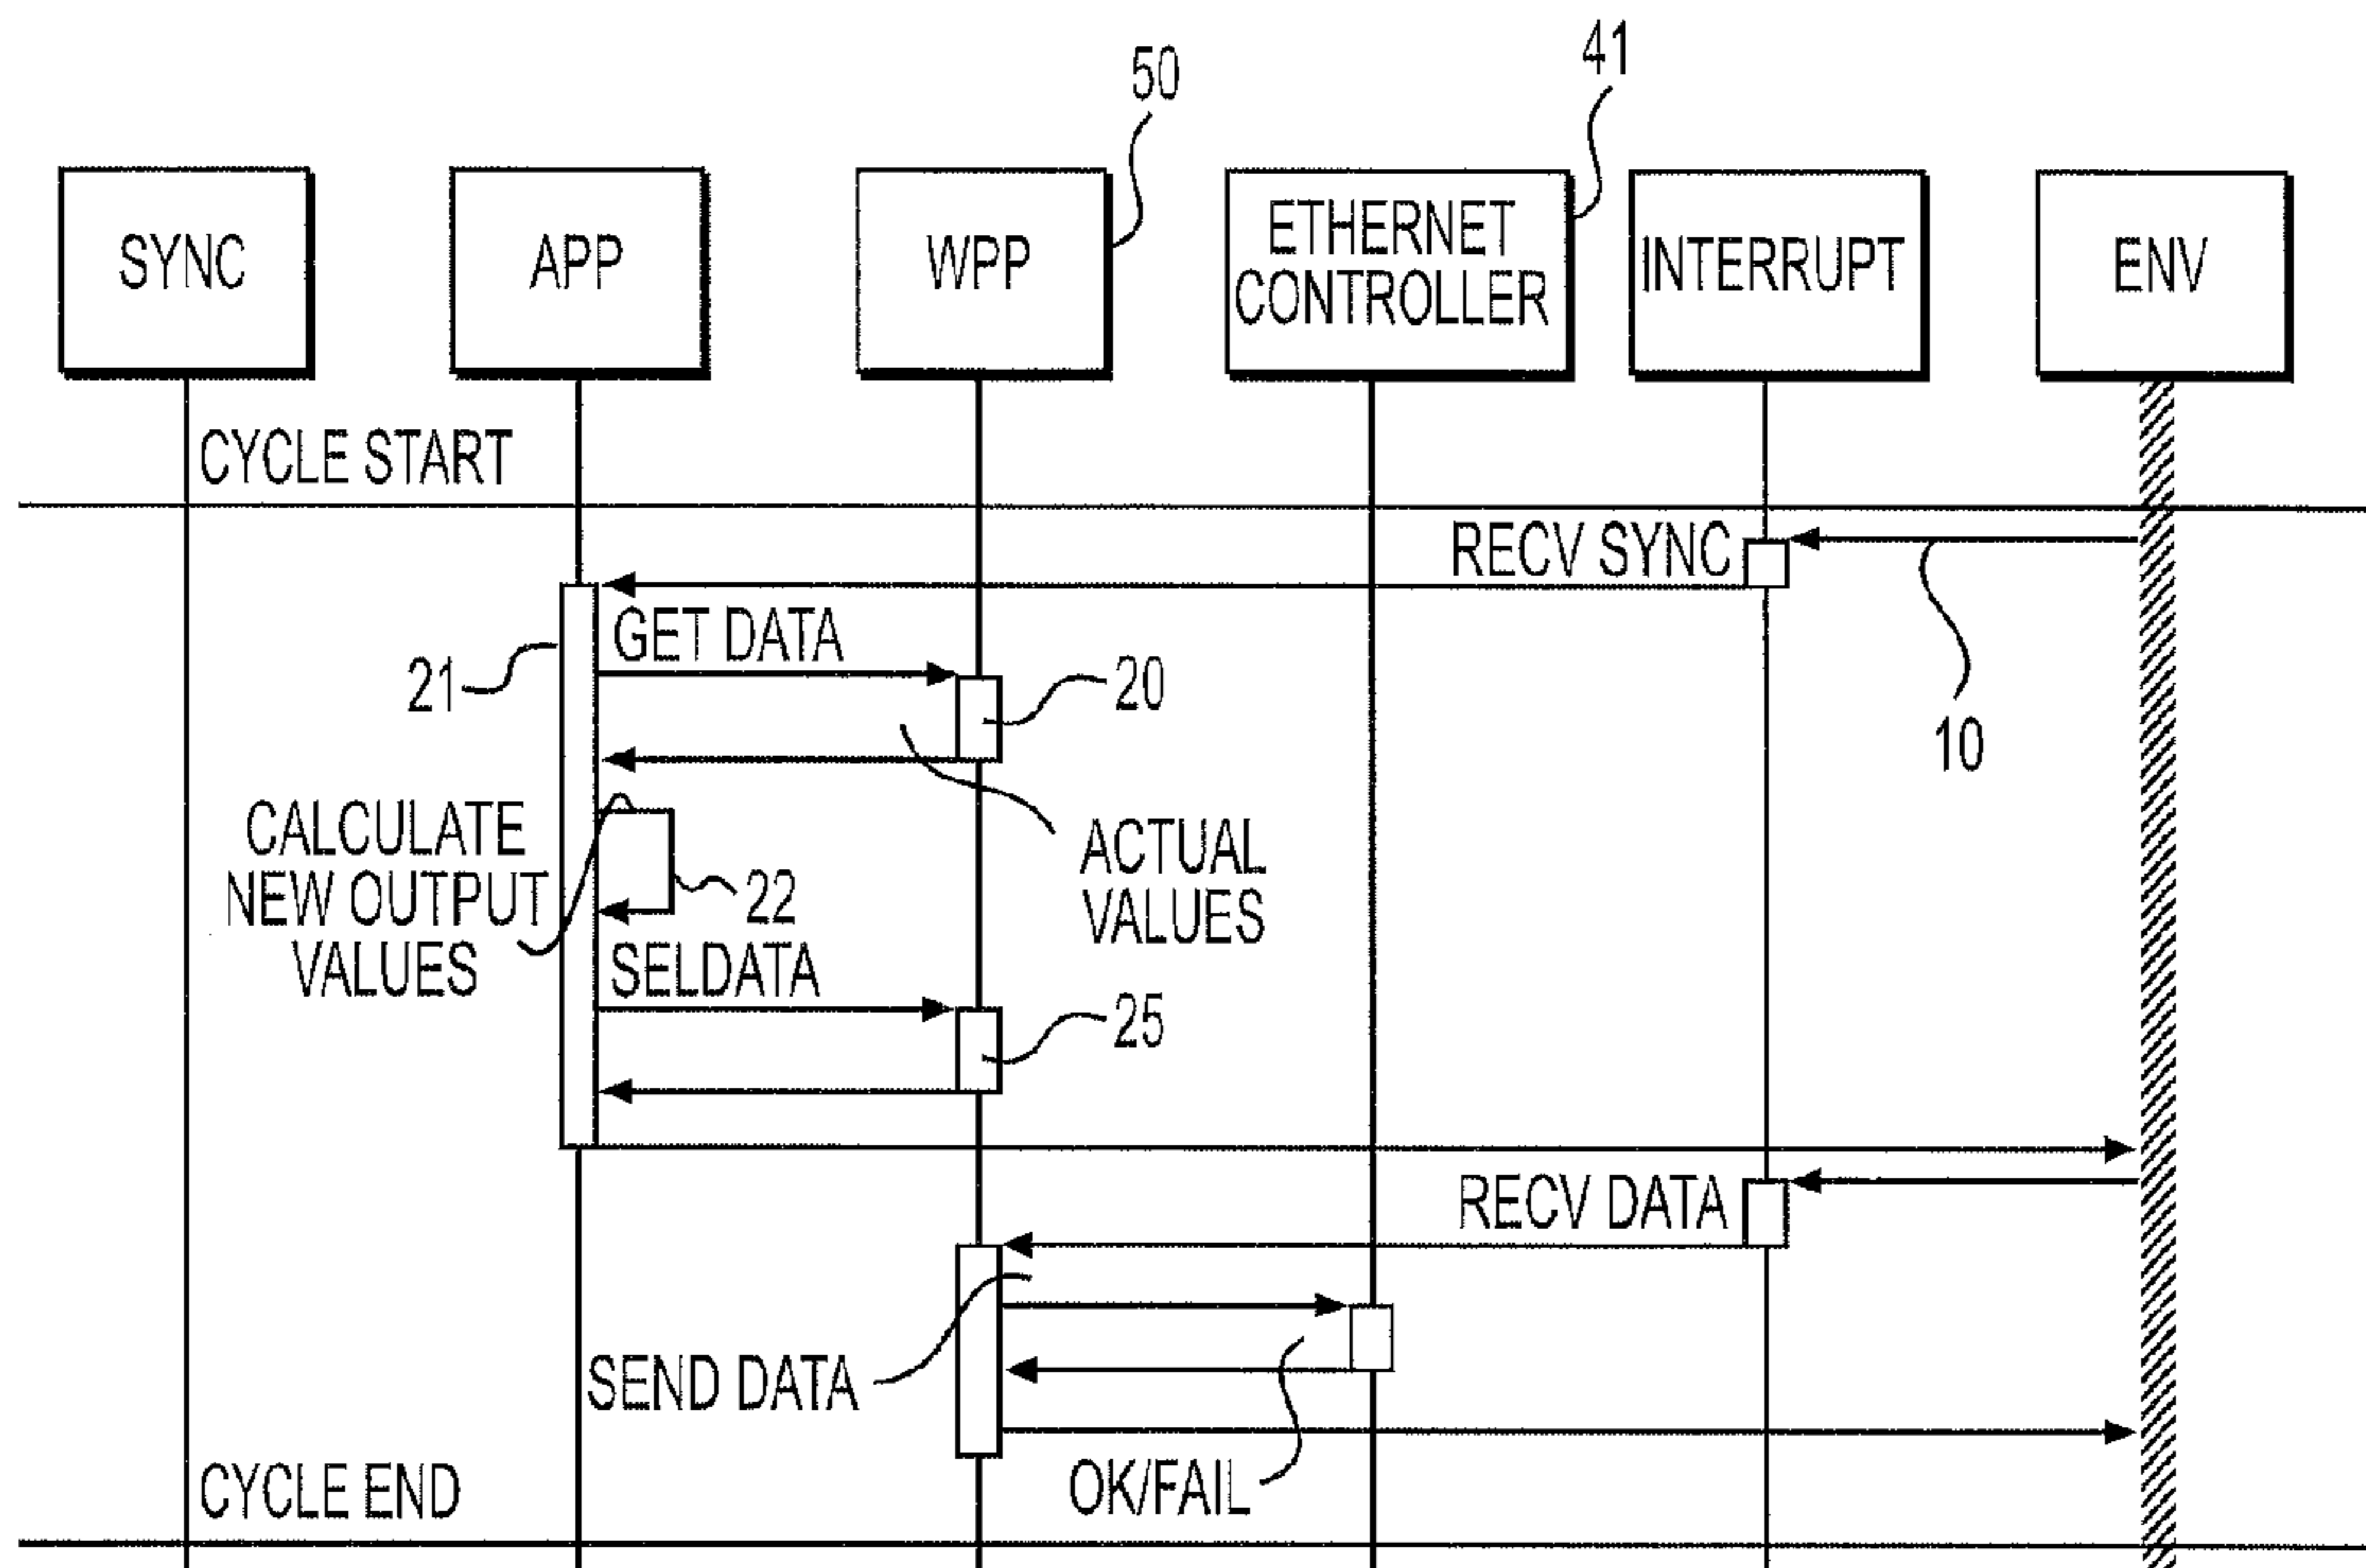 50
41
SYNC
APP
WPP
ETHERNET
CONTROLLER
INTERRUPT
ENV
CYCLE START
RECV SYNC
GET DATA
21
20
10
CALCULATE
NEW OUTPUT
VALUES
22
ACTUAL
VALUES
SELDATA
25
RECV DATA
SEND DATA
OK/FAIL
CYCLE END